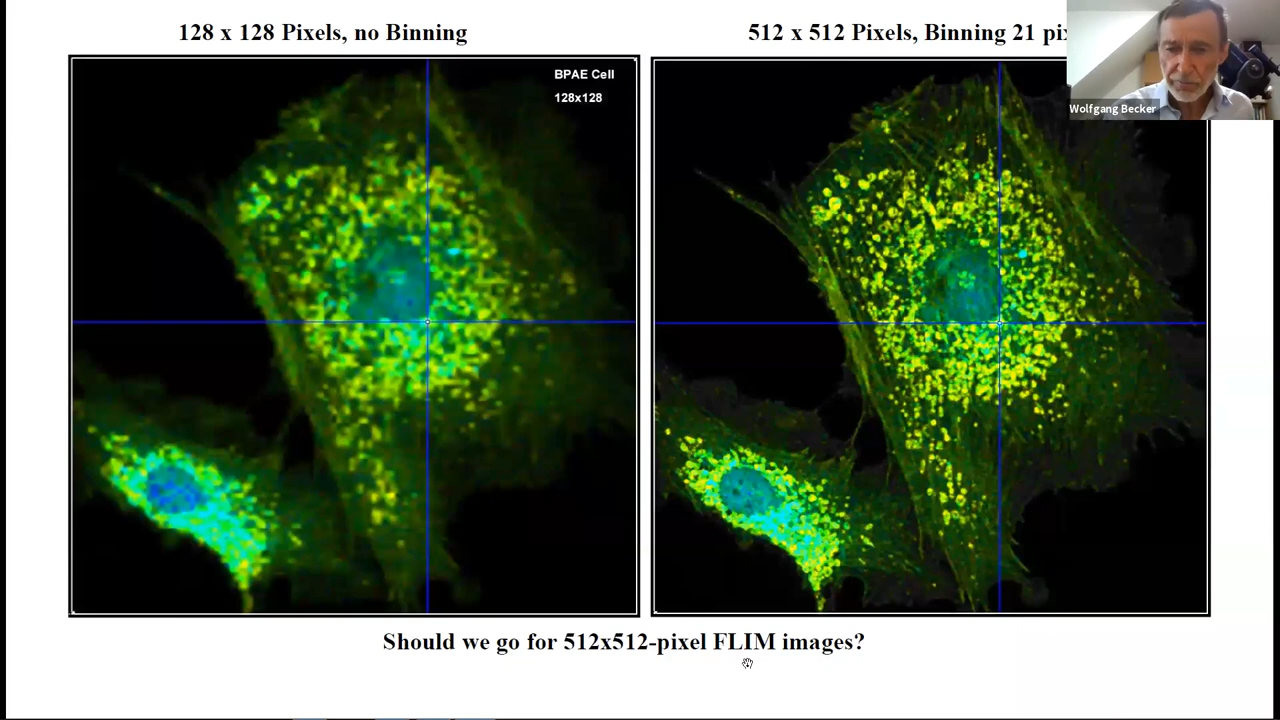 128 x 128 Pixels, no Binning
512 x 512 Pixels, Binning 21
BPAE Cell
128x128
Wolfgang Becker
Should we go for 512x512-pixel FLIM images?